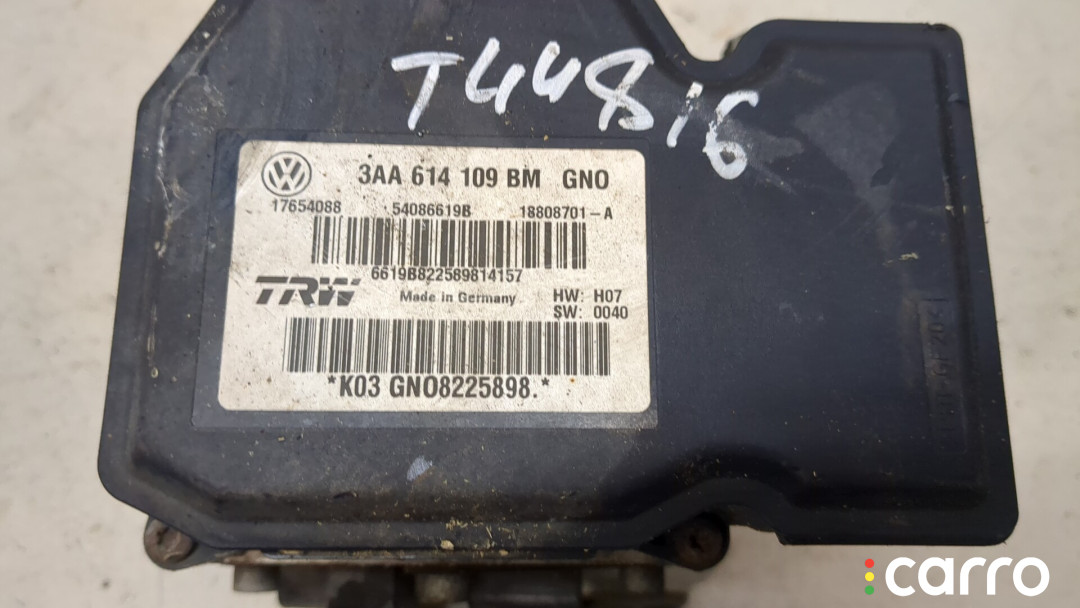 T44816
3AA 614 109 BM GNO
17654088 54086619B 18808701-A
6619B822589814157
TRW Made in Germany HW: H07
SW: 0040
*K03 GNO8225898.*
carro